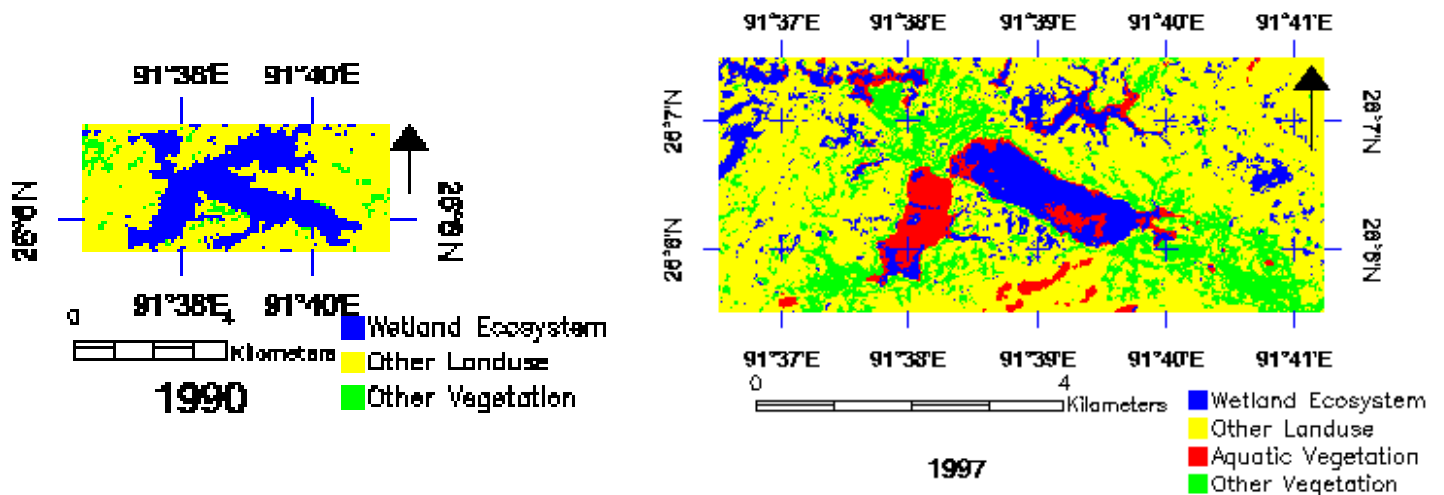 91°38'E 91°40'E
26°6'N
26°6'N
91°38'E 91°40'E
0 4
Kilometers
1990
Wetland Ecosystem
Other Landuse
Other Vegetation
91°37'E 91°38'E 91°39'E 91°40'E 91°41'E
26°7'N
26°7'N
26°6'N
26°6'N
91°37'E 91°38'E 91°39'E 91°40'E 91°41'E
0 4
Kilometers
1997
Wetland Ecosystem
Other Landuse
Aquatic Vegetation
Other Vegetation